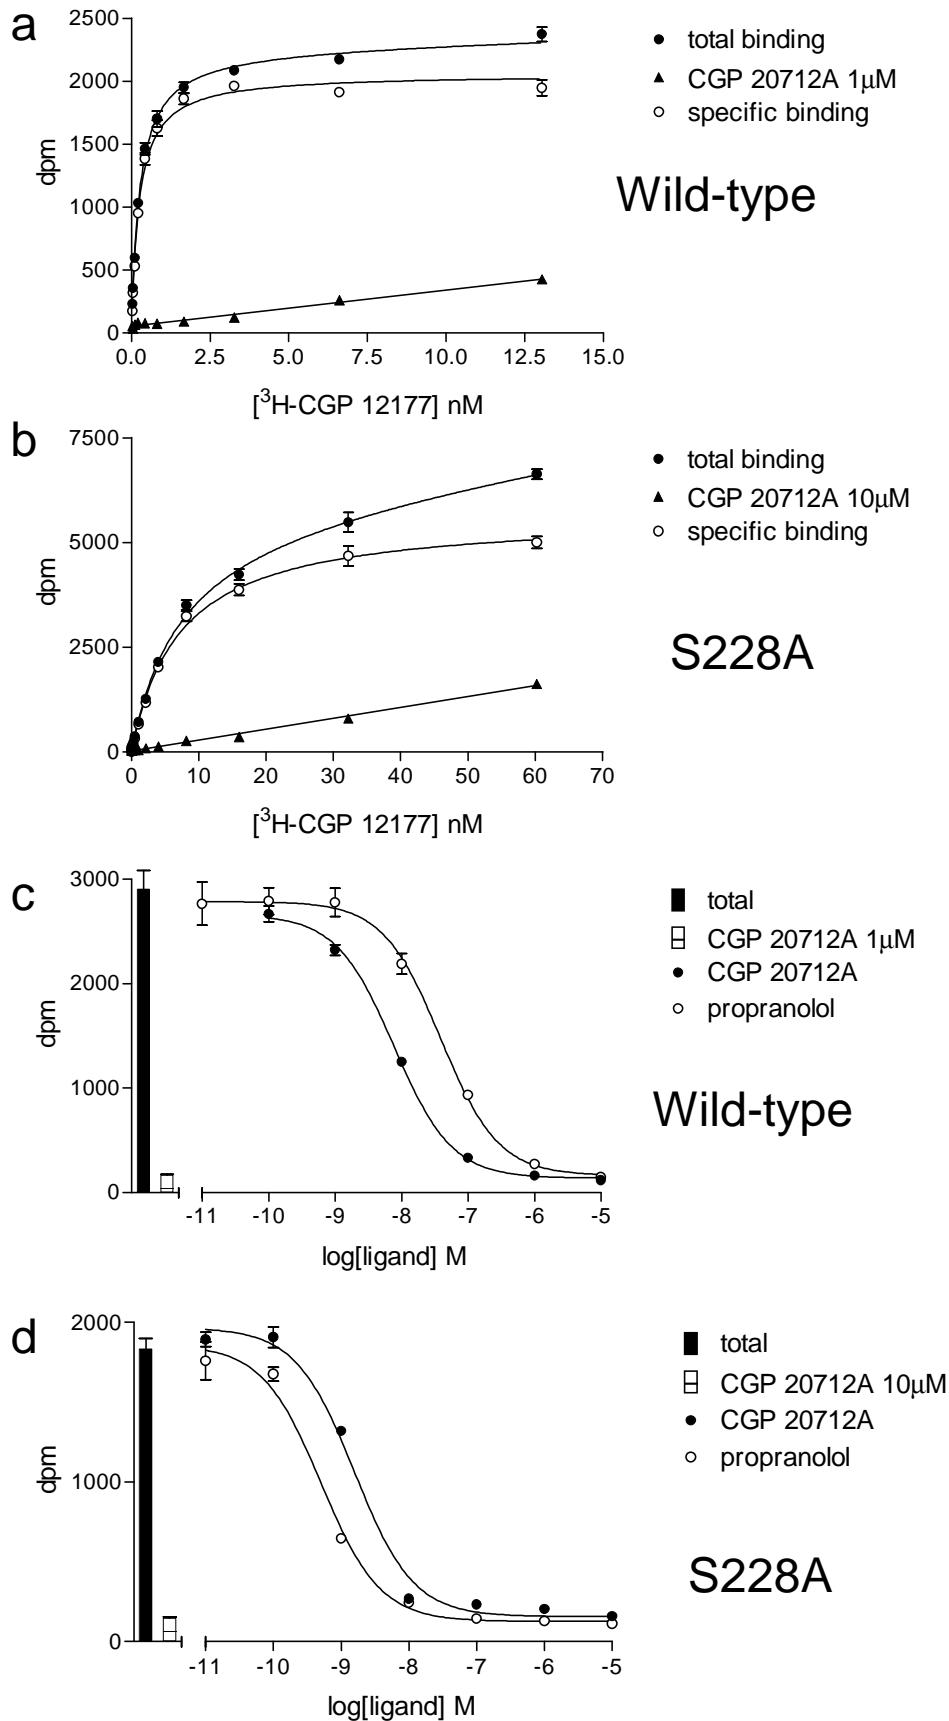 a
2500
2000
1500
1000
500
0
dpm
0.0 2.5 5.0 7.5 10.0 12.5 15.0
[³H-CGP 12177] nM
total binding
CGP 20712A 1μM
specific binding
Wild-type
b
7500
5000
2500
0
dpm
0 10 20 30 40 50 60 70
[³H-CGP 12177] nM
total binding
CGP 20712A 10μM
specific binding
S228A
c
3000
2000
1000
0
dpm
-11 -10 -9 -8 -7 -6 -5
log[ligand] M
total
CGP 20712A 1μM
CGP 20712A
propranolol
Wild-type
d
2000
1000
0
dpm
-11 -10 -9 -8 -7 -6 -5
log[ligand] M
total
CGP 20712A 10μM
CGP 20712A
propranolol
S228A